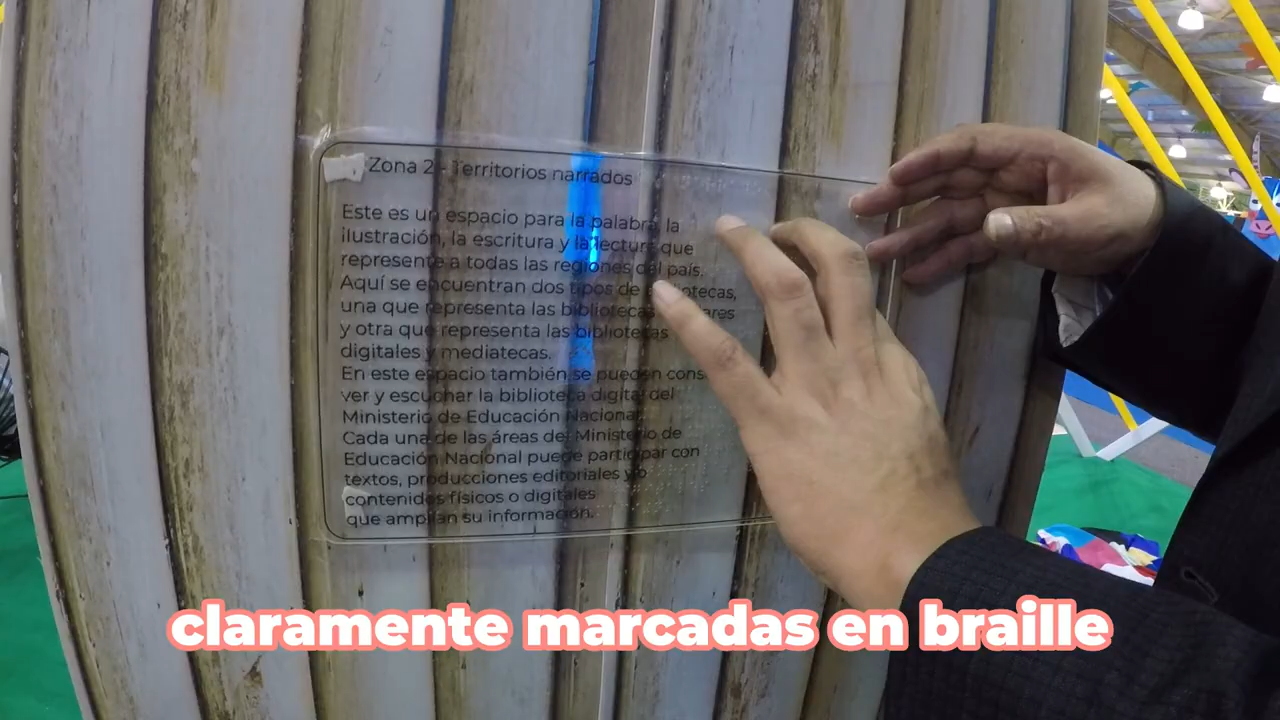 Zona 2 - Territorios narrados
Este es un espacio para la palabra, la
ilustración, la escritura y la lectura que
represente a todas las regiones del país.
Aquí se encuentran dos tipos de
una que representa las bibliotecas
y otra que representa las bibliotecas
digitales y mediatecas.
En este espacio también se pueden
ver y escuchar la biblioteca digital del
Ministerio de Educación Nacional.
Cada una de las áreas del Ministerio de
Educación Nacional puede participar con
textos, producciones editoriales y/o
contenidos físicos o digitales
que amplían su información.
claramente marcadas en braille